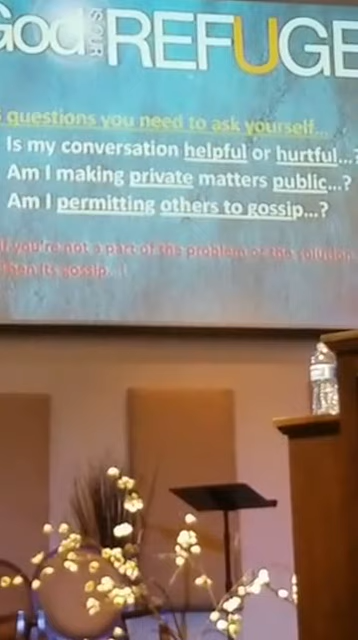 God IS OUR REFUGE
questions you need to ask yourself...
Is my conversation helpful or hurtful...?
Am I making private matters public...?
Am I permitting others to gossip...?
If you're not a part of the problem or the solution
then its gossip...!